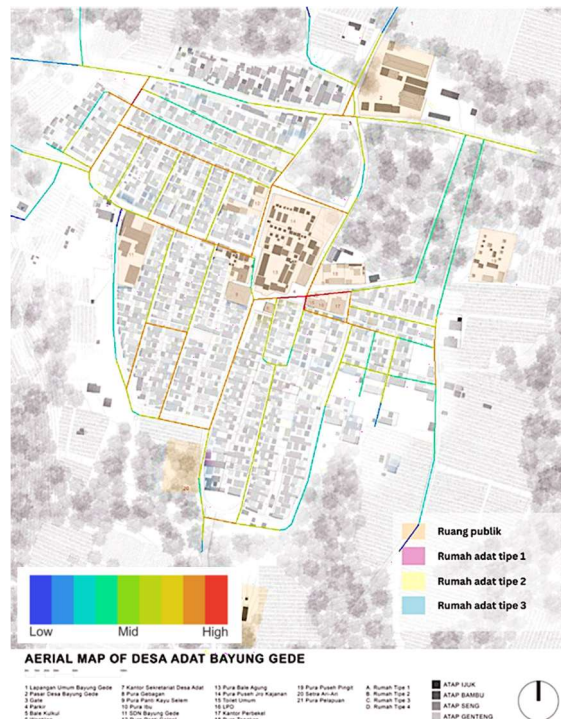 Ruang publik
Rumah adat tipe 1
Rumah adat tipe 2
Rumah adat tipe 3
Low Mid High
AERIAL MAP OF DESA ADAT BAYUNG GEDE
1 Lapangan Umum Bayung Gede
2 Pasar Desa Bayung Gede
3 Gate
4 Parkir
5 Bale Kulkul
7 Kantor Sekretariat Desa Adat
8 Pura Gebagan
9 Pura Panti Kayu Selem
10 Pura Ibu
11 SDN Bayung Gede
13 Pura Bale Agung
14 Pura Puseh Jro Kajanan
15 Toilet Umum
16 LPD
17 Kantor Perbekel
19 Pura Puseh Pingit
20 Setra Ari-Ari
21 Pura Pelapuan
A. Rumah Tipe 1
B. Rumah Tipe 2
C. Rumah Tipe 3
D. Rumah Tipe 4
ATAP IJUK
ATAP BAMBU
ATAP SENG
ATAP GENTENG